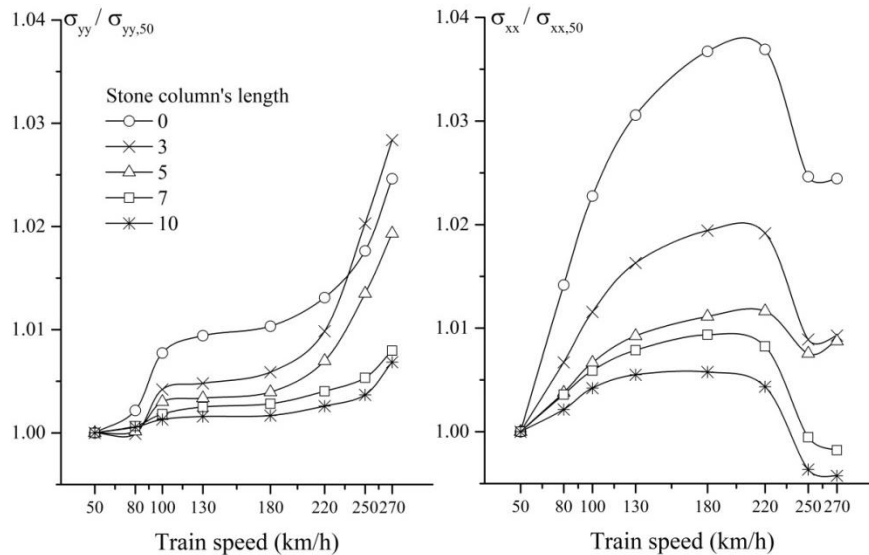 1.04
σyy / σyy,50
1.03
1.02
1.01
1.00
Stone column's length
0
3
5
7
10
50 80 100 130 180 220 250 270
Train speed (km/h)
1.04
σxx / σxx,50
1.03
1.02
1.01
1.00
50 80 100 130 180 220 250 270
Train speed (km/h)